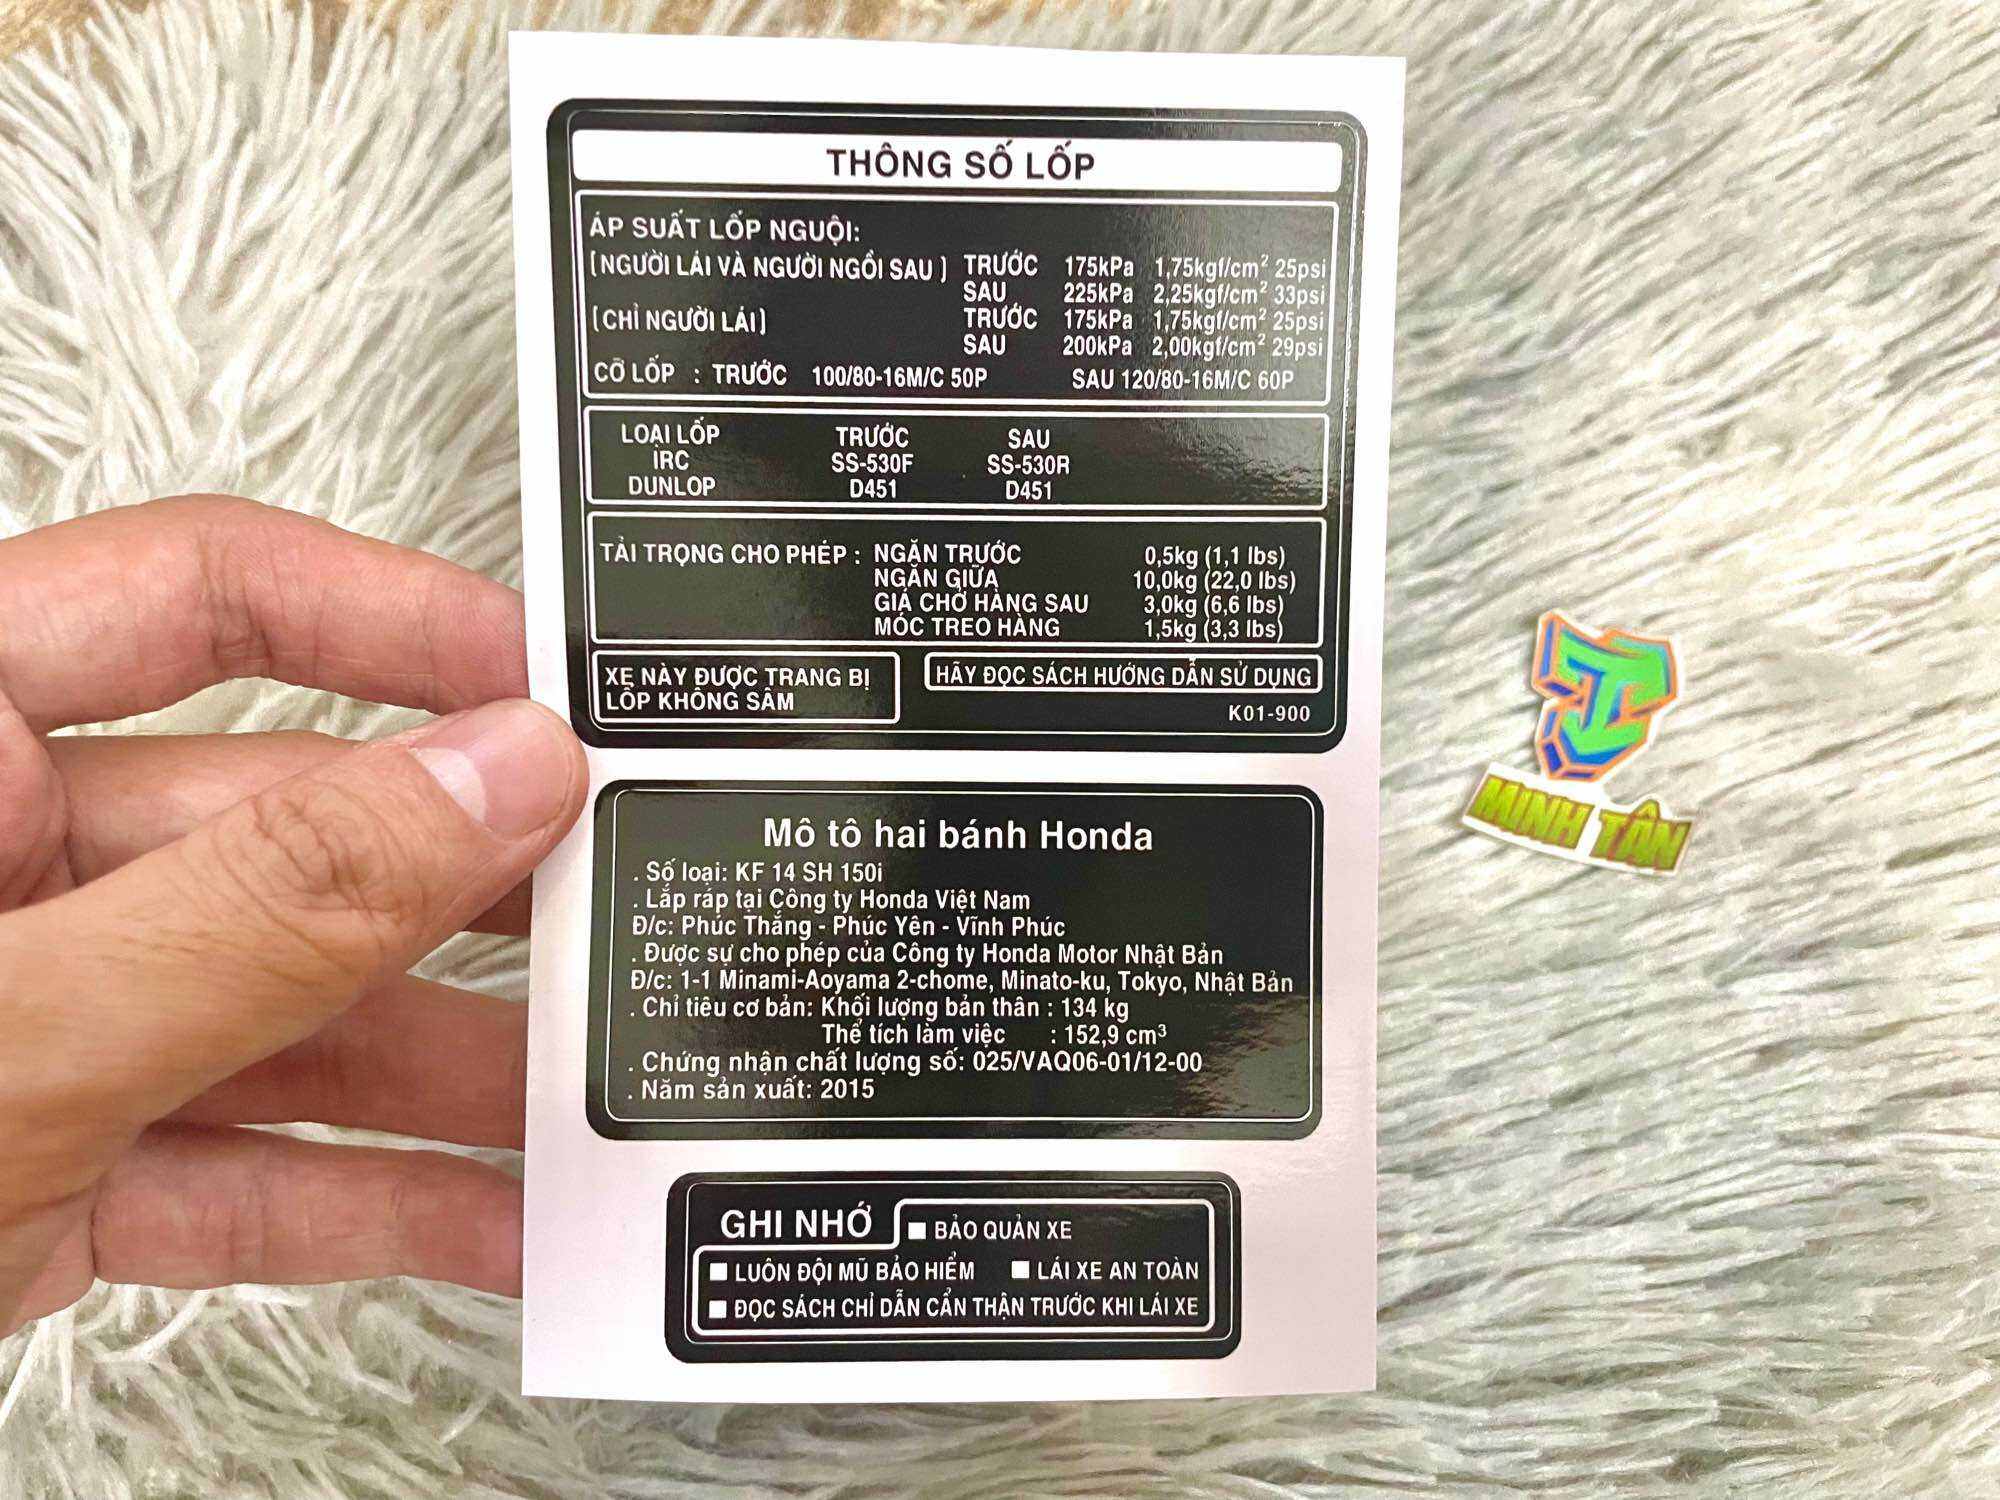 THÔNG SỐ LỐP
ÁP SUẤT LỐP NGUỘI:
[NGƯỜI LÁI VÀ NGƯỜI NGỒI SAU] TRƯỚC 175kPa 1,75kgf/cm² 25psi
SAU 225kPa 2,25kgf/cm² 33psi
[CHỈ NGƯỜI LÁI] TRƯỚC 175kPa 1,75kgf/cm² 25psi
SAU 200kPa 2,00kgf/cm² 29psi
CỠ LỐP : TRƯỚC 100/80-16M/C 50P SAU 120/80-16M/C 60P
LOẠI LỐP TRƯỚC SAU
IRC SS-530F SS-530R
DUNLOP D451 D451
TẢI TRỌNG CHO PHÉP : NGĂN TRƯỚC 0,5kg (1,1 lbs)
NGĂN GIỮA 10,0kg (22,0 lbs)
GIÁ CHỞ HÀNG SAU 3,0kg (6,6 lbs)
MÓC TREO HÀNG 1,5kg (3,3 lbs)
XE NÀY ĐƯỢC TRANG BỊ
LỐP KHÔNG SĂM
HÃY ĐỌC SÁCH HƯỚNG DẪN SỬ DỤNG
K01-900
Mô tô hai bánh Honda
. Số loại: KF 14 SH 150i
. Lắp ráp tại Công ty Honda Việt Nam
Đ/c: Phúc Thắng - Phúc Yên - Vĩnh Phúc
. Được sự cho phép của Công ty Honda Motor Nhật Bản
Đ/c: 1-1 Minami-Aoyama 2-chome, Minato-ku, Tokyo, Nhật Bản
. Chỉ tiêu cơ bản: Khối lượng bản thân : 134 kg
Thể tích làm việc : 152,9 cm³
. Chứng nhận chất lượng số: 025/VAQ06-01/12-00
. Năm sản xuất: 2015
GHI NHỚ ■ BẢO QUẢN XE
■ LUÔN ĐỘI MŨ BẢO HIỂM ■ LÁI XE AN TOÀN
■ ĐỌC SÁCH CHỈ DẪN CẨN THẬN TRƯỚC KHI LÁI XE
MINH TÂN